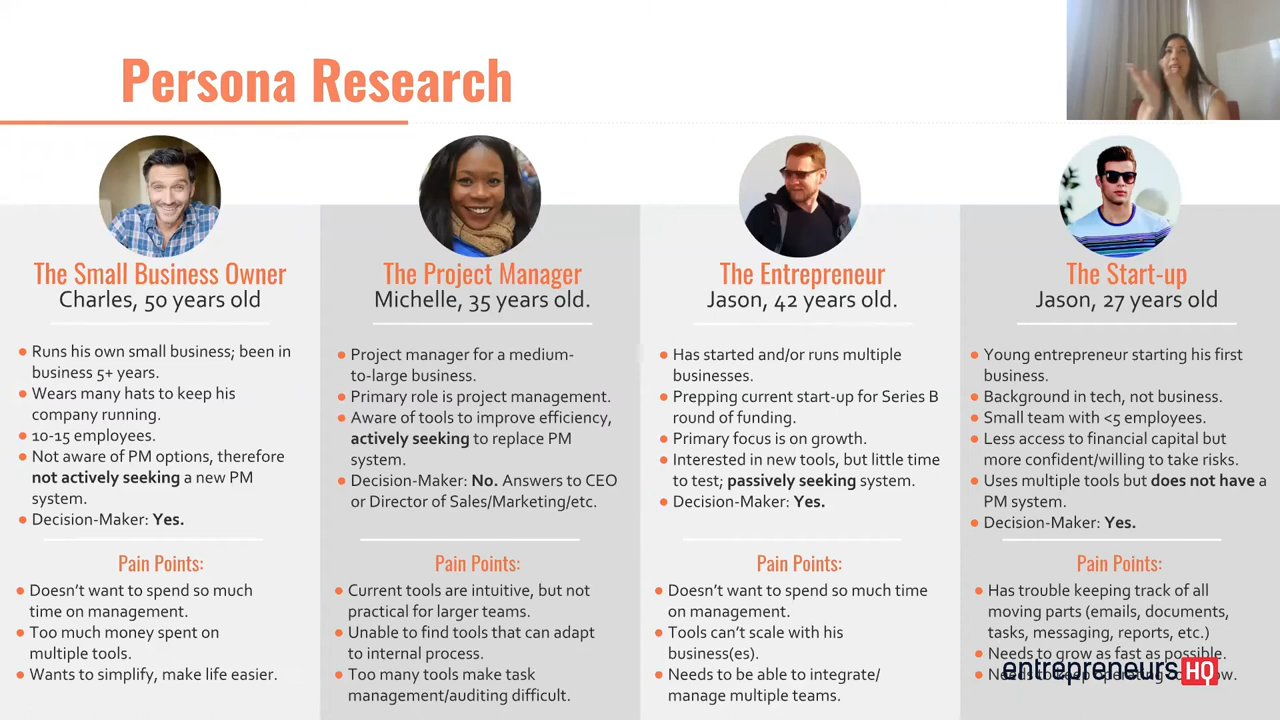 Persona Research
The Small Business Owner
Charles, 50 years old
Runs his own small business; been in
business 5+ years.
Wears many hats to keep his
company running.
10-15 employees.
Not aware of PM options, therefore
not actively seeking a new PM
system.
Decision-Maker: Yes.
Pain Points:
Doesn't want to spend so much
time on management.
Too much money spent on
multiple tools.
Wants to simplify, make life easier.
The Project Manager
Michelle, 35 years old.
Project manager for a medium-
to-large business.
Primary role is project management.
Aware of tools to improve efficiency,
actively seeking to replace PM
system.
Decision-Maker: No. Answers to CEO
or Director of Sales/Marketing/etc.
Pain Points:
Current tools are intuitive, but not
practical for larger teams.
Unable to find tools that can adapt
to internal process.
Too many tools make task
management/auditing difficult.
The Entrepreneur
Jason, 42 years old.
Has started and/or runs multiple
businesses.
Prepping current start-up for Series B
round of funding.
Primary focus is on growth.
Interested in new tools, but little time
to test; passively seeking system.
Decision-Maker: Yes.
Pain Points:
Doesn't want to spend so much time
on management.
Tools can't scale with his
business(es).
Needs to be able to integrate/
manage multiple teams.
The Start-up
Jason, 27 years old
Young entrepreneur starting his first
business.
Background in tech, not business.
Small team with <5 employees.
Less access to financial capital but
more confident/willing to take risks.
Uses multiple tools but does not have a
PM system.
Decision-Maker: Yes.
Pain Points:
Has trouble keeping track of all
moving parts (emails, documents,
tasks, messaging, reports, etc.)
Needs to grow as fast as possible.
Needs to keep operating
entrepreneurs HQ